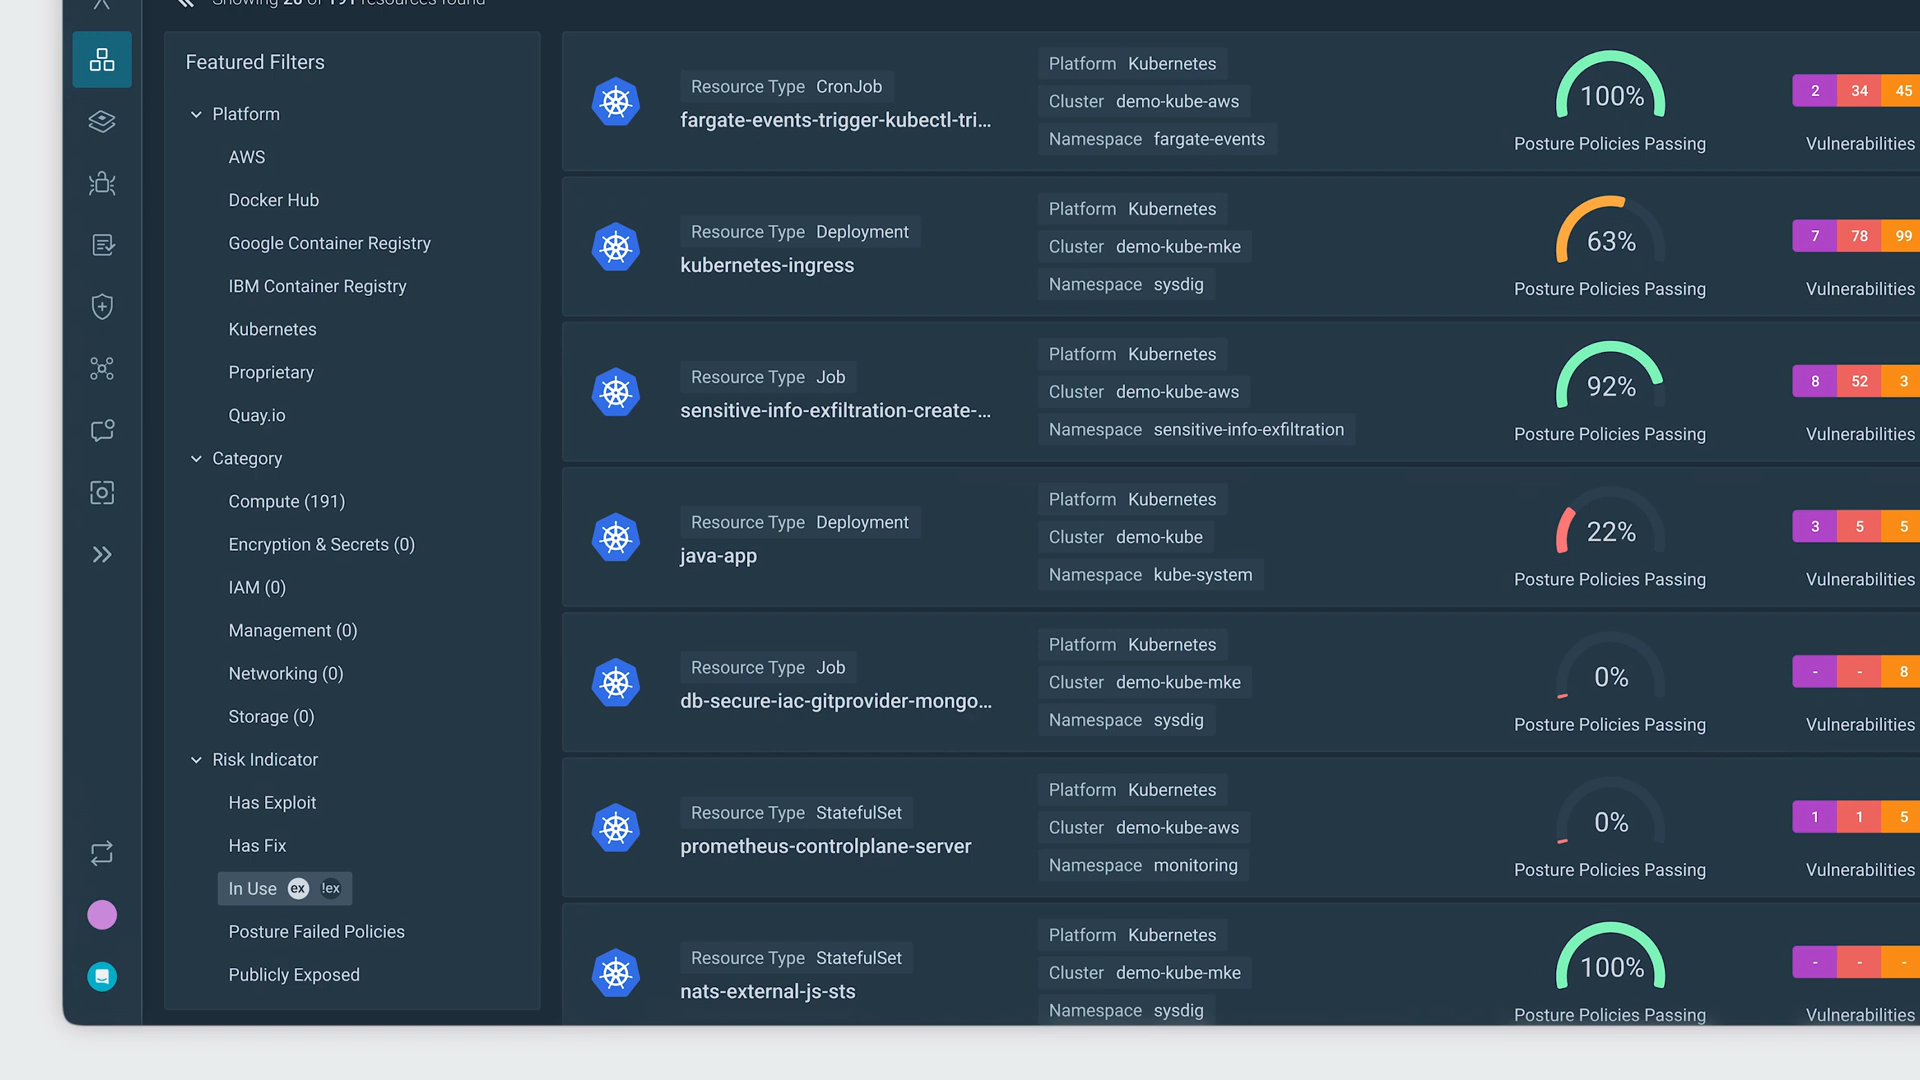 Showing 20 of 191 resources found
Featured Filters
Platform
AWS
Docker Hub
Google Container Registry
IBM Container Registry
Kubernetes
Proprietary
Quay.io
Category
Compute (191)
Encryption & Secrets (0)
IAM (0)
Management (0)
Networking (0)
Storage (0)
Risk Indicator
Has Exploit
Has Fix
In Use ex !ex
Posture Failed Policies
Publicly Exposed
Resource Type CronJob
fargate-events-trigger-kubectl-tri...
Platform Kubernetes
Cluster demo-kube-aws
Namespace fargate-events
100%
Posture Policies Passing
2 34 45
Vulnerabilities
Resource Type Deployment
kubernetes-ingress
Platform Kubernetes
Cluster demo-kube-mke
Namespace sysdig
63%
Posture Policies Passing
7 78 99
Vulnerabilities
Resource Type Job
sensitive-info-exfiltration-create-...
Platform Kubernetes
Cluster demo-kube-aws
Namespace sensitive-info-exfiltration
92%
Posture Policies Passing
8 52 3
Vulnerabilities
Resource Type Deployment
java-app
Platform Kubernetes
Cluster demo-kube
Namespace kube-system
22%
Posture Policies Passing
3 5 5
Vulnerabilities
Resource Type Job
db-secure-iac-gitprovider-mongo...
Platform Kubernetes
Cluster demo-kube-mke
Namespace sysdig
0%
Posture Policies Passing
- - 8
Vulnerabilities
Resource Type StatefulSet
prometheus-controlplane-server
Platform Kubernetes
Cluster demo-kube-aws
Namespace monitoring
0%
Posture Policies Passing
1 1 5
Vulnerabilities
Resource Type StatefulSet
nats-external-js-sts
Platform Kubernetes
Cluster demo-kube-mke
Namespace sysdig
100%
Posture Policies Passing
- - -
Vulnerabilities